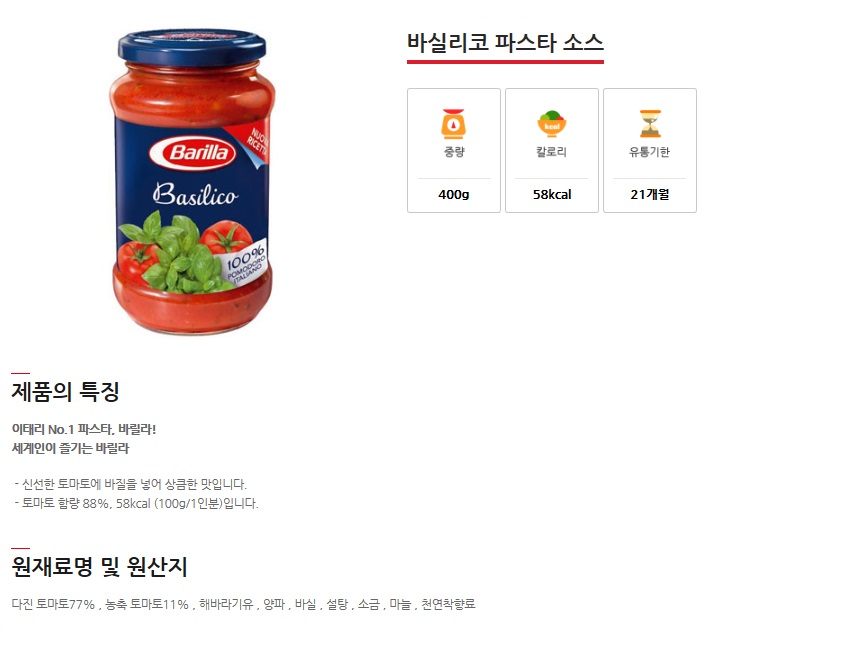 바실리코 파스타 소스
kcal
중량
칼로리
유통기한
400g
58kcal
21개월
NUOVA
RICETTA
Barilla
Basilico
100%
POMODORO
ITALIANO
제품의 특징
이태리 No.1 파스타, 바릴라!
세계인이 즐기는 바릴라
- 신선한 토마토에 바질을 넣어 상큼한 맛입니다.
- 토마토 함량 88%, 58kcal (100g/1인분)입니다.
원재료명 및 원산지
다진 토마토77% , 농축 토마토11% , 해바라기유 , 양파 , 바실 , 설탕 , 소금 , 마늘 , 천연착향료